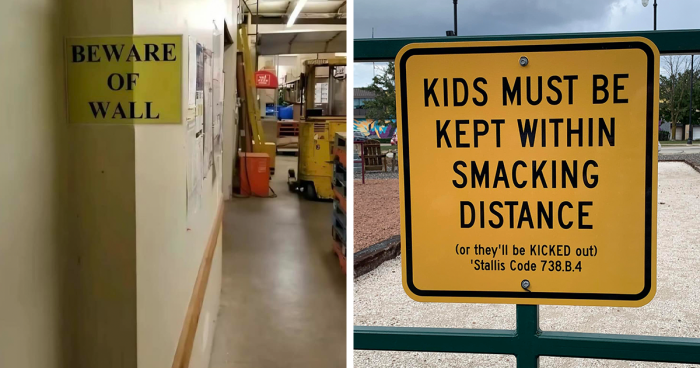 BEWARE
OF
WALL
KIDS MUST BE
KEPT WITHIN
SMACKING
DISTANCE
(or they'll be KICKED out)
'Stallis Code 738.B.4